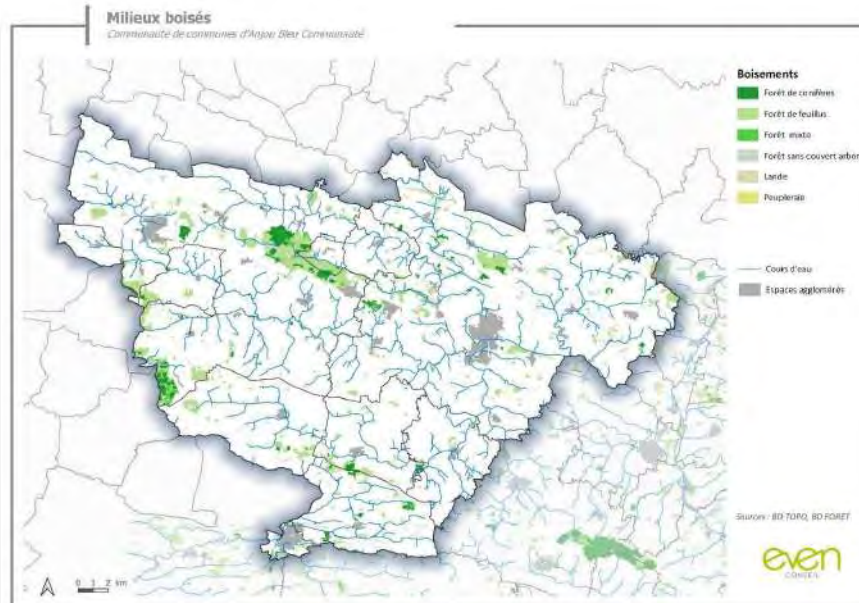 Milieux boisés
Communauté de communes d'Anjou Bleu Communauté
Boisements
Forêt de conifères
Forêt de feuillus
Forêt mixte
Forêt sans couvert arbor
Lande
Peupleraie
Cours d'eau
Espaces agglomérés
Sources : BD TOPO, BD FORET
even
CONSEIL
0 1 2 km